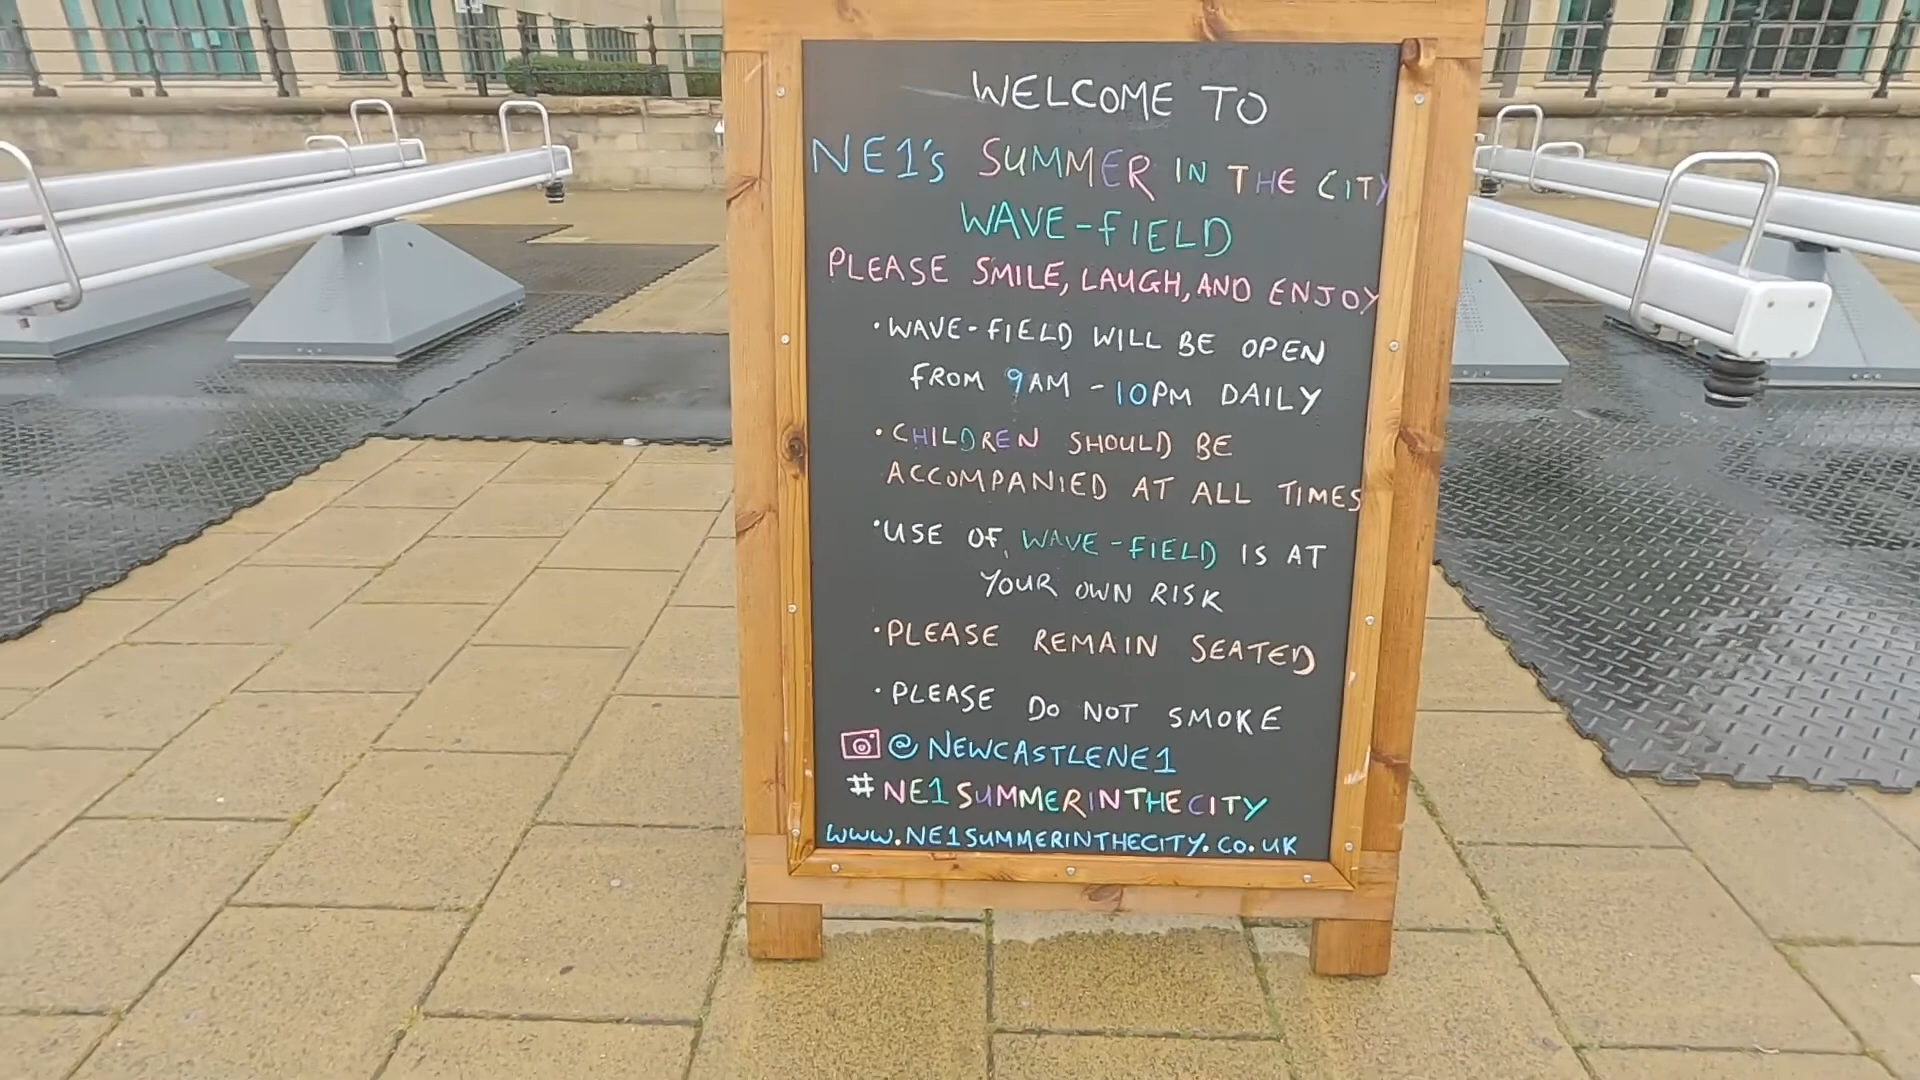 WELCOME TO
NE1's SUMMER IN THE CITY
WAVE-FIELD
PLEASE SMILE, LAUGH, AND ENJOY
• WAVE-FIELD WILL BE OPEN
FROM 9AM - 10PM DAILY
• CHILDREN SHOULD BE
ACCOMPANIED AT ALL TIMES
• USE OF WAVE-FIELD IS AT
YOUR OWN RISK
• PLEASE REMAIN SEATED
• PLEASE DO NOT SMOKE
@NEWCASTLENE1
#NE1SUMMERINTHECITY
WWW.NE1SUMMERINTHECITY.CO.UK